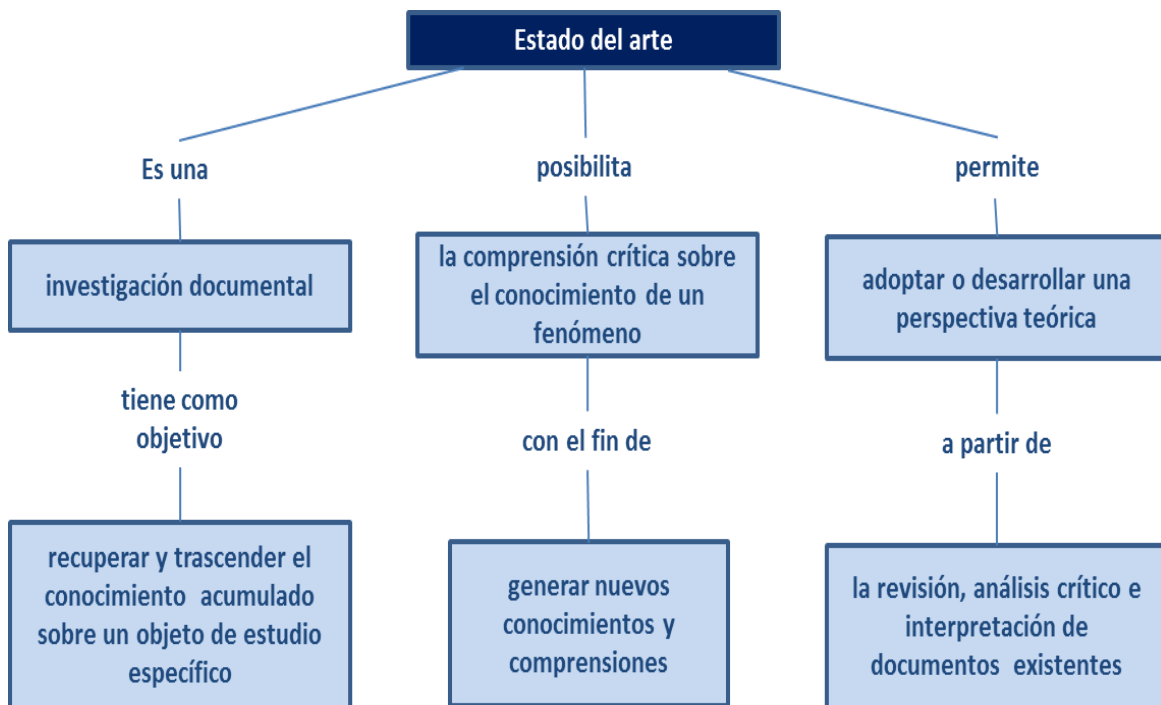 Estado del arte
Es una
investigación documental
tiene como
objetivo
recuperar y trascender el
conocimiento acumulado
sobre un objeto de estudio
específico
posibilita
la comprensión crítica sobre
el conocimiento de un
fenómeno
con el fin de
generar nuevos
conocimientos y
comprensiones
permite
adoptar o desarrollar una
perspectiva teórica
a partir de
la revisión, análisis crítico e
interpretación de
documentos existentes